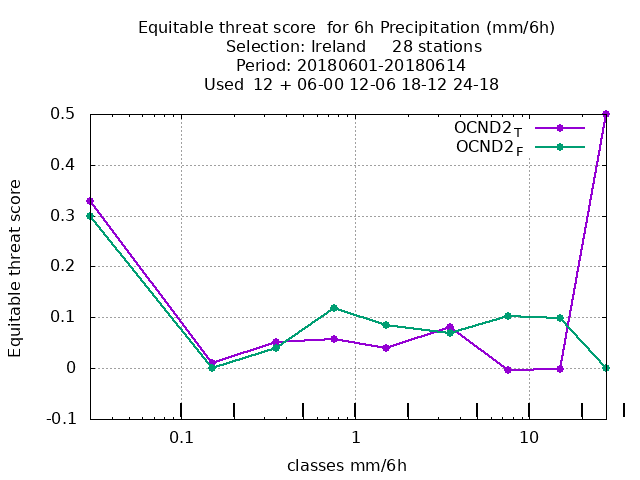 Equitable threat score  for 6h Precipitation (mm/6h)
Selection: Ireland     28 stations
Period: 20180601-20180614
Used  12 + 06-00 12-06 18-12 24-18
OCND2T
OCND2F
0.5
0.4
0.3
0.2
0.1
0
-0.1
Equitable threat score
0.1
1
10
classes mm/6h